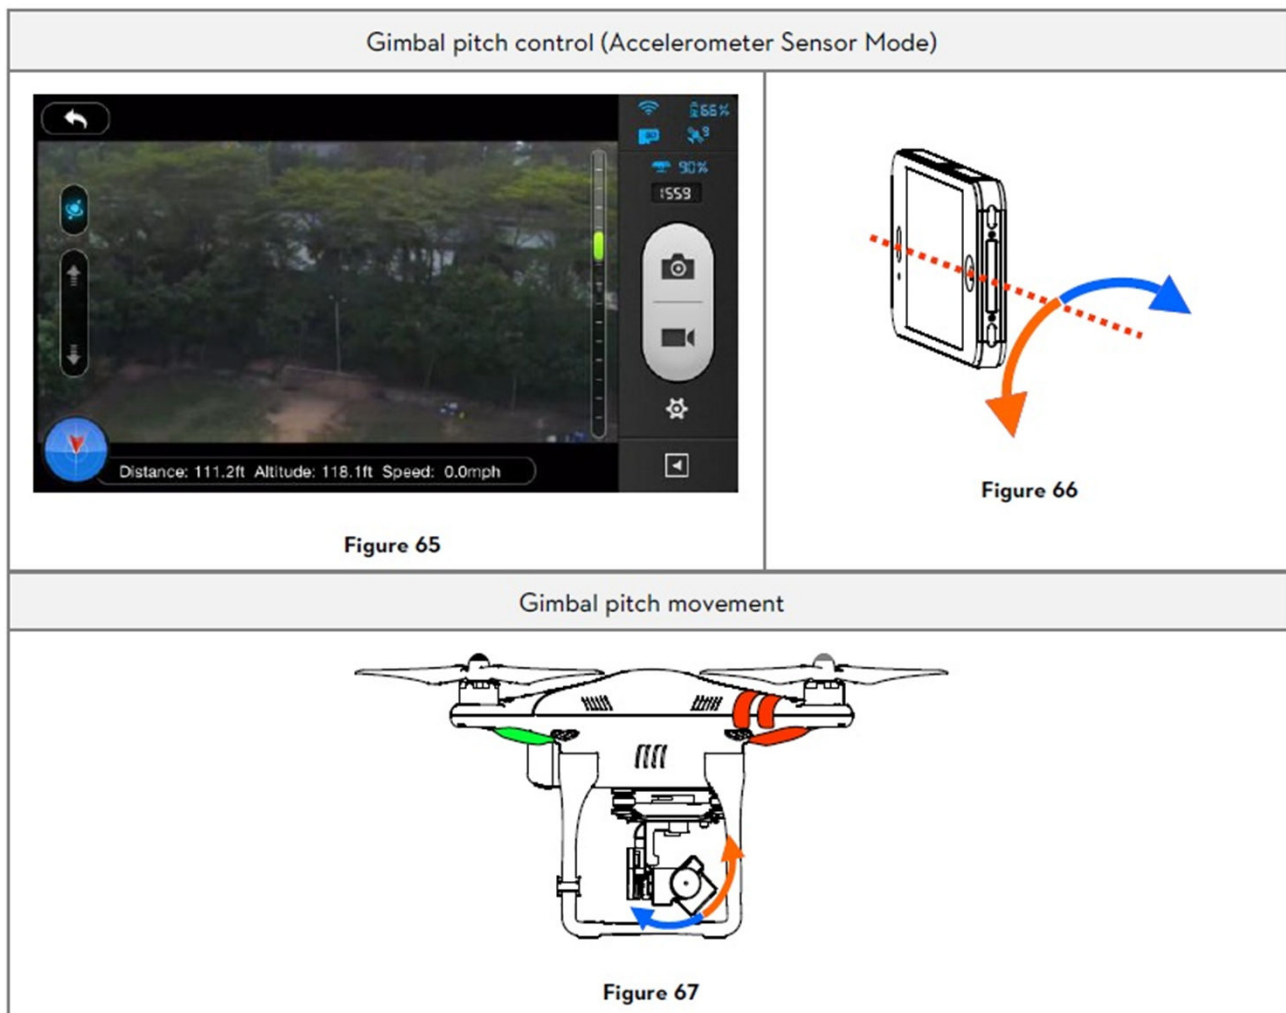 Gimbal pitch control (Accelerometer Sensor Mode)
66%
9
90%
1559
Distance: 111.2ft Altitude: 118.1ft Speed: 0.0mph
Figure 65
Figure 66
Gimbal pitch movement
Figure 67